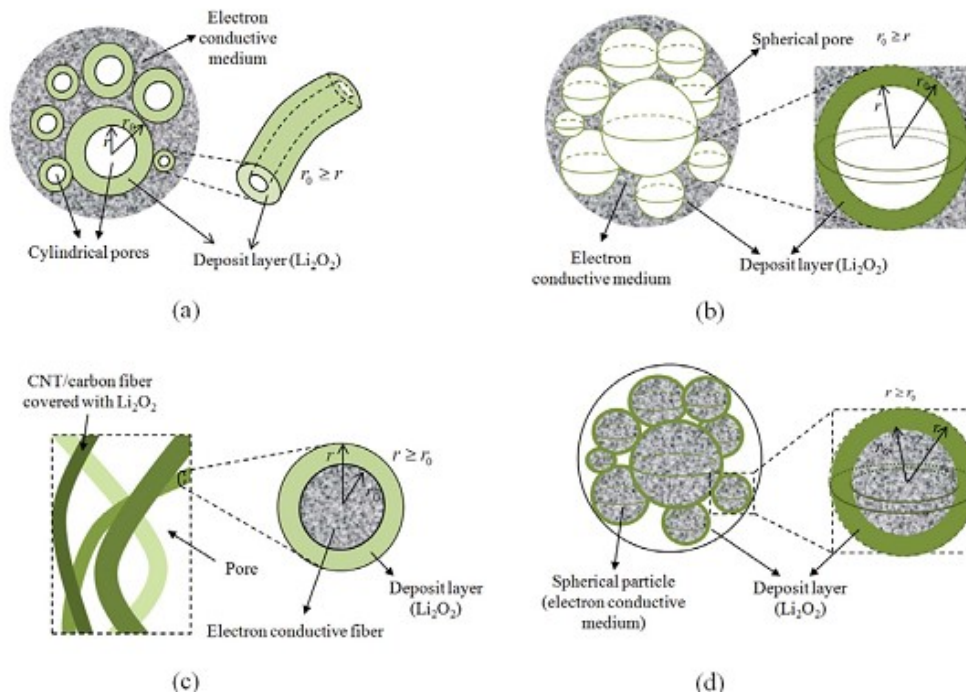 Electron
conductive
medium
r
r₀
r₀ ≥ r
Cylindrical pores
Deposit layer (Li₂O₂)
(a)
Spherical pore
r₀ ≥ r
r
r₀
Electron
conductive medium
Deposit layer (Li₂O₂)
(b)
CNT/carbon fiber
covered with Li₂O₂
r
r₀
r ≥ r₀
Pore
Deposit layer
(Li₂O₂)
Electron conductive fiber
(c)
r ≥ r₀
r₀
r
Spherical particle
(electron conductive
medium)
Deposit layer
(Li₂O₂)
(d)